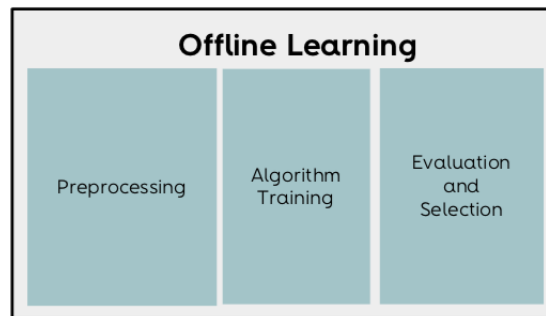 Offline Learning
Preprocessing
Algorithm
Training
Evaluation
and
Selection